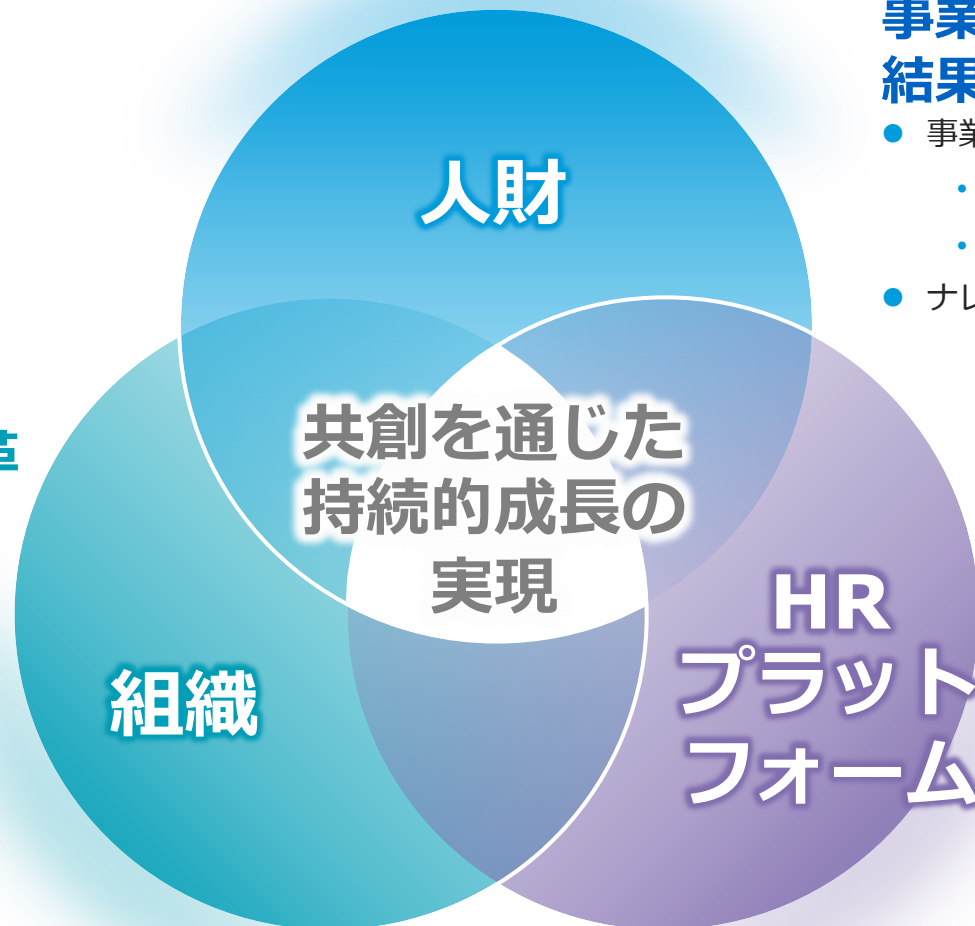 事業
結果
事業
ナレ
人財
革
共創を通じた
持続的成長の
実現
HR
プラット
フォーム
組織